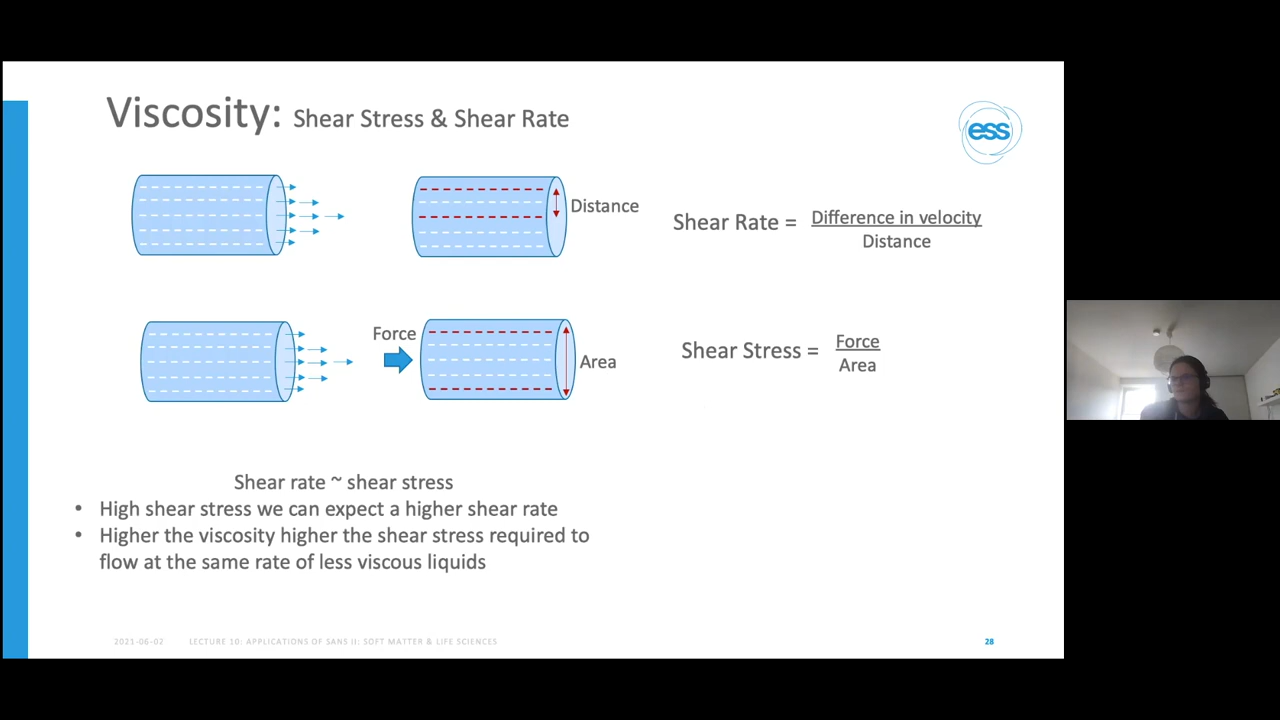 Viscosity: Shear Stress & Shear Rate
ess
Distance
Shear Rate = Difference in velocity
Distance
Force
Area
Shear Stress = Force
Area
Shear rate ~ shear stress
• High shear stress we can expect a higher shear rate
• Higher the viscosity higher the shear stress required to
flow at the same rate of less viscous liquids
2021-06-02 LECTURE 10: APPLICATIONS OF SANS II: SOFT MATTER & LIFE SCIENCES 28